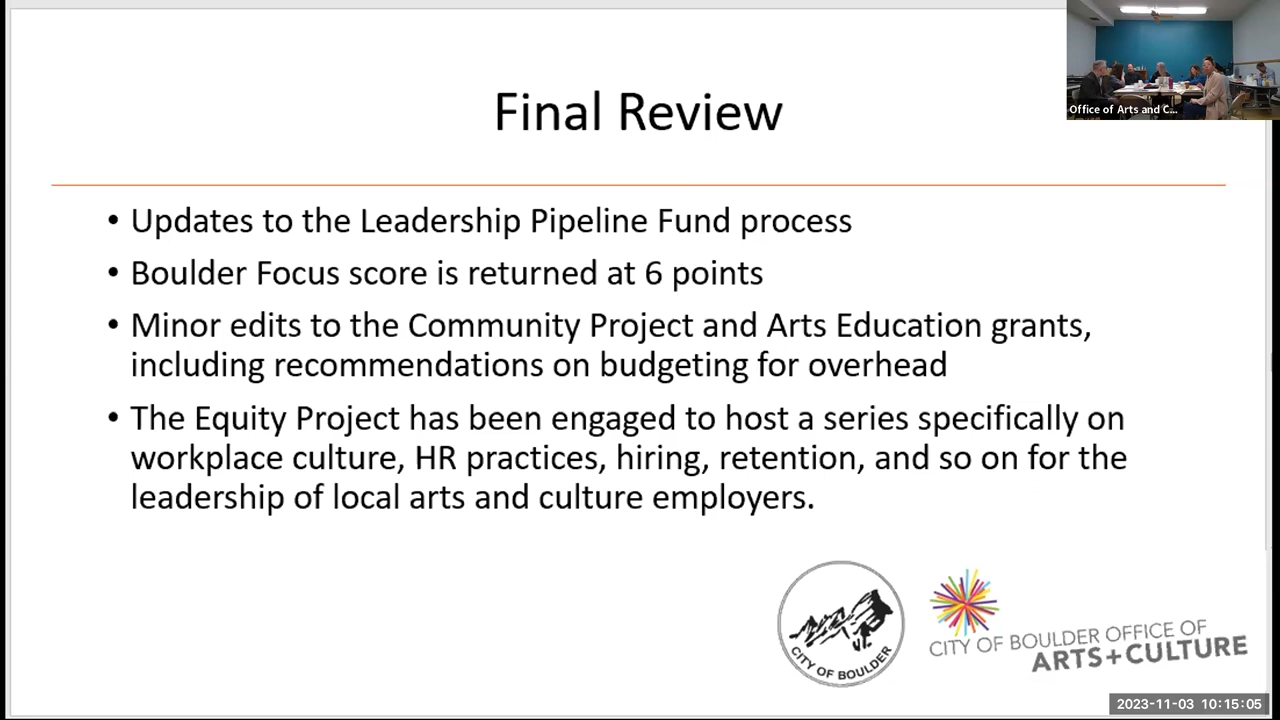 Final Review
Office of Arts and C...
• Updates to the Leadership Pipeline Fund process
• Boulder Focus score is returned at 6 points
• Minor edits to the Community Project and Arts Education grants,
including recommendations on budgeting for overhead
• The Equity Project has been engaged to host a series specifically on
workplace culture, HR practices, hiring, retention, and so on for the
leadership of local arts and culture employers.
CITY OF BOULDER
CITY OF BOULDER OFFICE OF
ARTS+CULTURE
2023-11-03 10:15:05